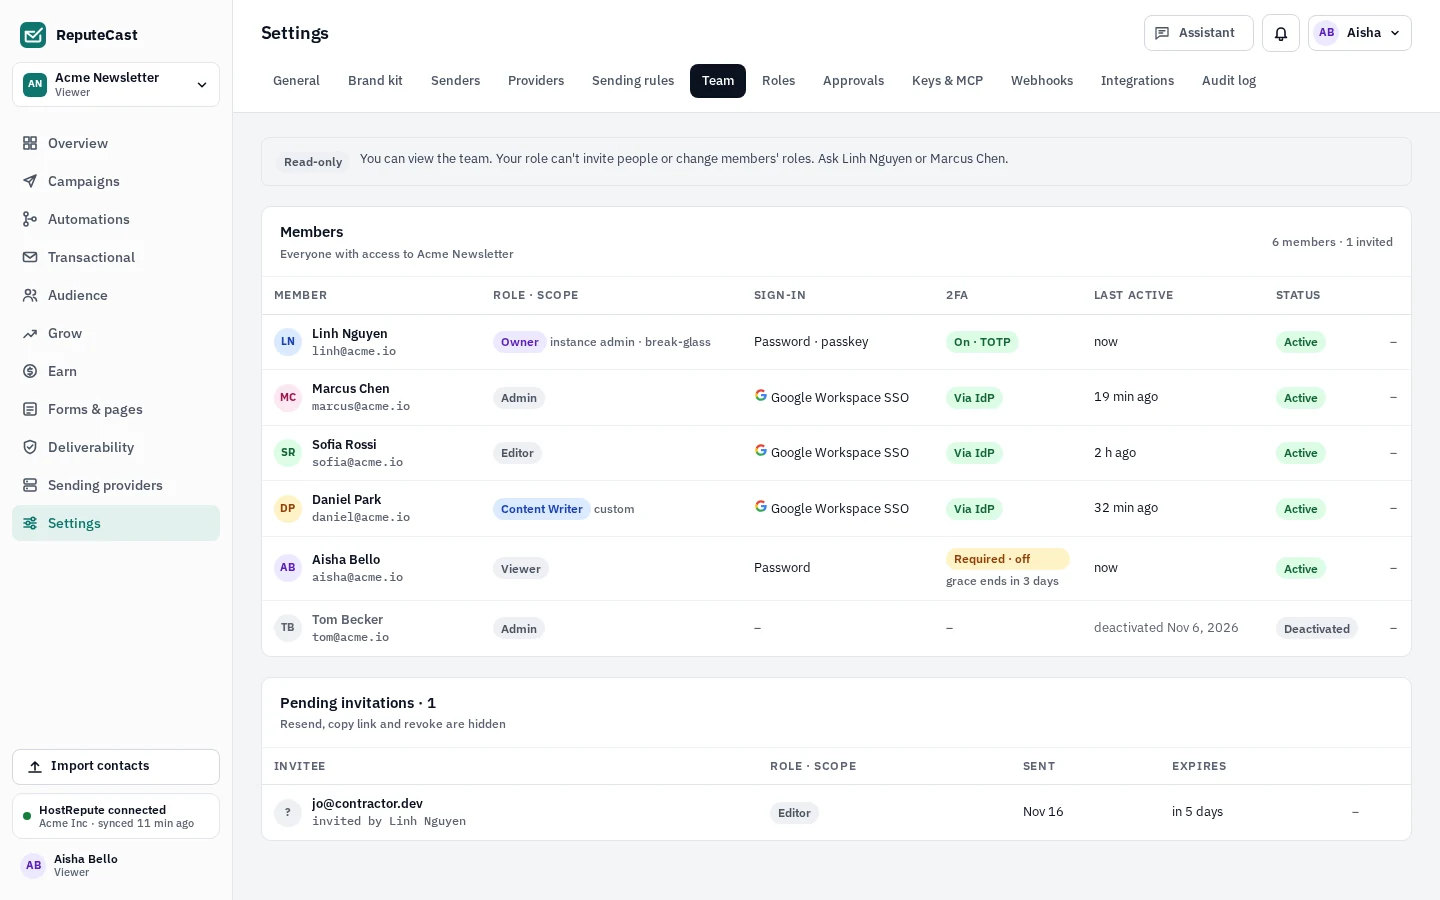 ReputeCast
AN
Acme Newsletter
Viewer
Overview
Campaigns
Automations
Transactional
Audience
Grow
Earn
Forms & pages
Deliverability
Sending providers
Settings
Import contacts
HostRepute connected
Acme Inc · synced 11 min ago
AB
Aisha Bello
Viewer
Settings
Assistant
AB Aisha
General Brand kit Senders Providers Sending rules Team Roles Approvals Keys & MCP Webhooks Integrations Audit log
Read-only You can view the team. Your role can't invite people or change members' roles. Ask Linh Nguyen or Marcus Chen.
Members
Everyone with access to Acme Newsletter
6 members · 1 invited
MEMBER ROLE · SCOPE SIGN-IN 2FA LAST ACTIVE STATUS
LN Linh Nguyen
linh@acme.io
Owner instance admin · break-glass Password · passkey On · TOTP now Active –
MC Marcus Chen
marcus@acme.io
Admin Google Workspace SSO Via IdP 19 min ago Active –
SR Sofia Rossi
sofia@acme.io
Editor Google Workspace SSO Via IdP 2 h ago Active –
DP Daniel Park
daniel@acme.io
Content Writer custom Google Workspace SSO Via IdP 32 min ago Active –
AB Aisha Bello
aisha@acme.io
Viewer Password Required · off
grace ends in 3 days
now Active –
TB Tom Becker
tom@acme.io
Admin – – deactivated Nov 6, 2026 Deactivated –
Pending invitations · 1
Resend, copy link and revoke are hidden
INVITEE ROLE · SCOPE SENT EXPIRES
? jo@contractor.dev
invited by Linh Nguyen
Editor Nov 16 in 5 days –